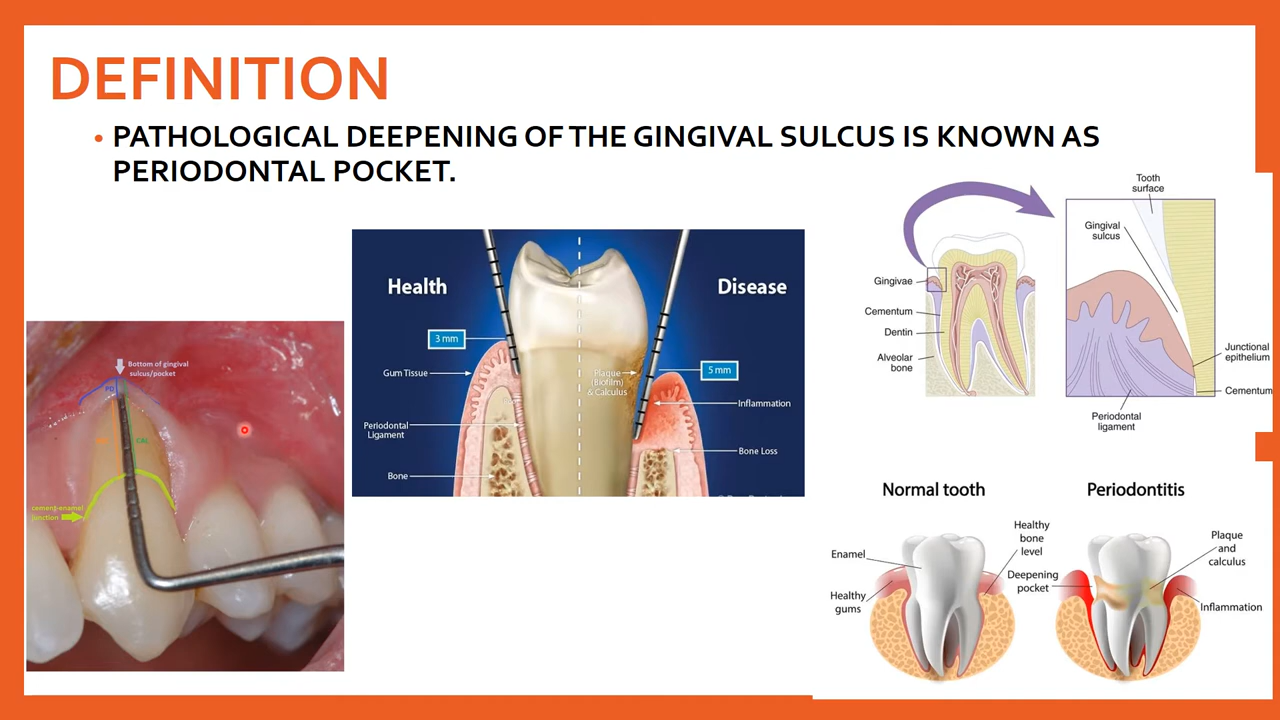 DEFINITION
• PATHOLOGICAL DEEPENING OF THE GINGIVAL SULCUS IS KNOWN AS
PERIODONTAL POCKET.
Bottom of gingival
sulcus/pocket
PD
CAL
cement-enamel
junction
Health
Disease
3 mm
5 mm
Gum Tissue
Plaque
(Biofilm)
& Calculus
Inflammation
Periodontal
Ligament
Bone Loss
Bone
Tooth
surface
Gingival
sulcus
Gingivae
Cementum
Dentin
Alveolar
bone
Junctional
epithelium
Cementum
Periodontal
ligament
Normal tooth
Periodontitis
Enamel
Healthy
gums
Healthy
bone
level
Deepening
pocket
Plaque
and
calculus
Inflammation